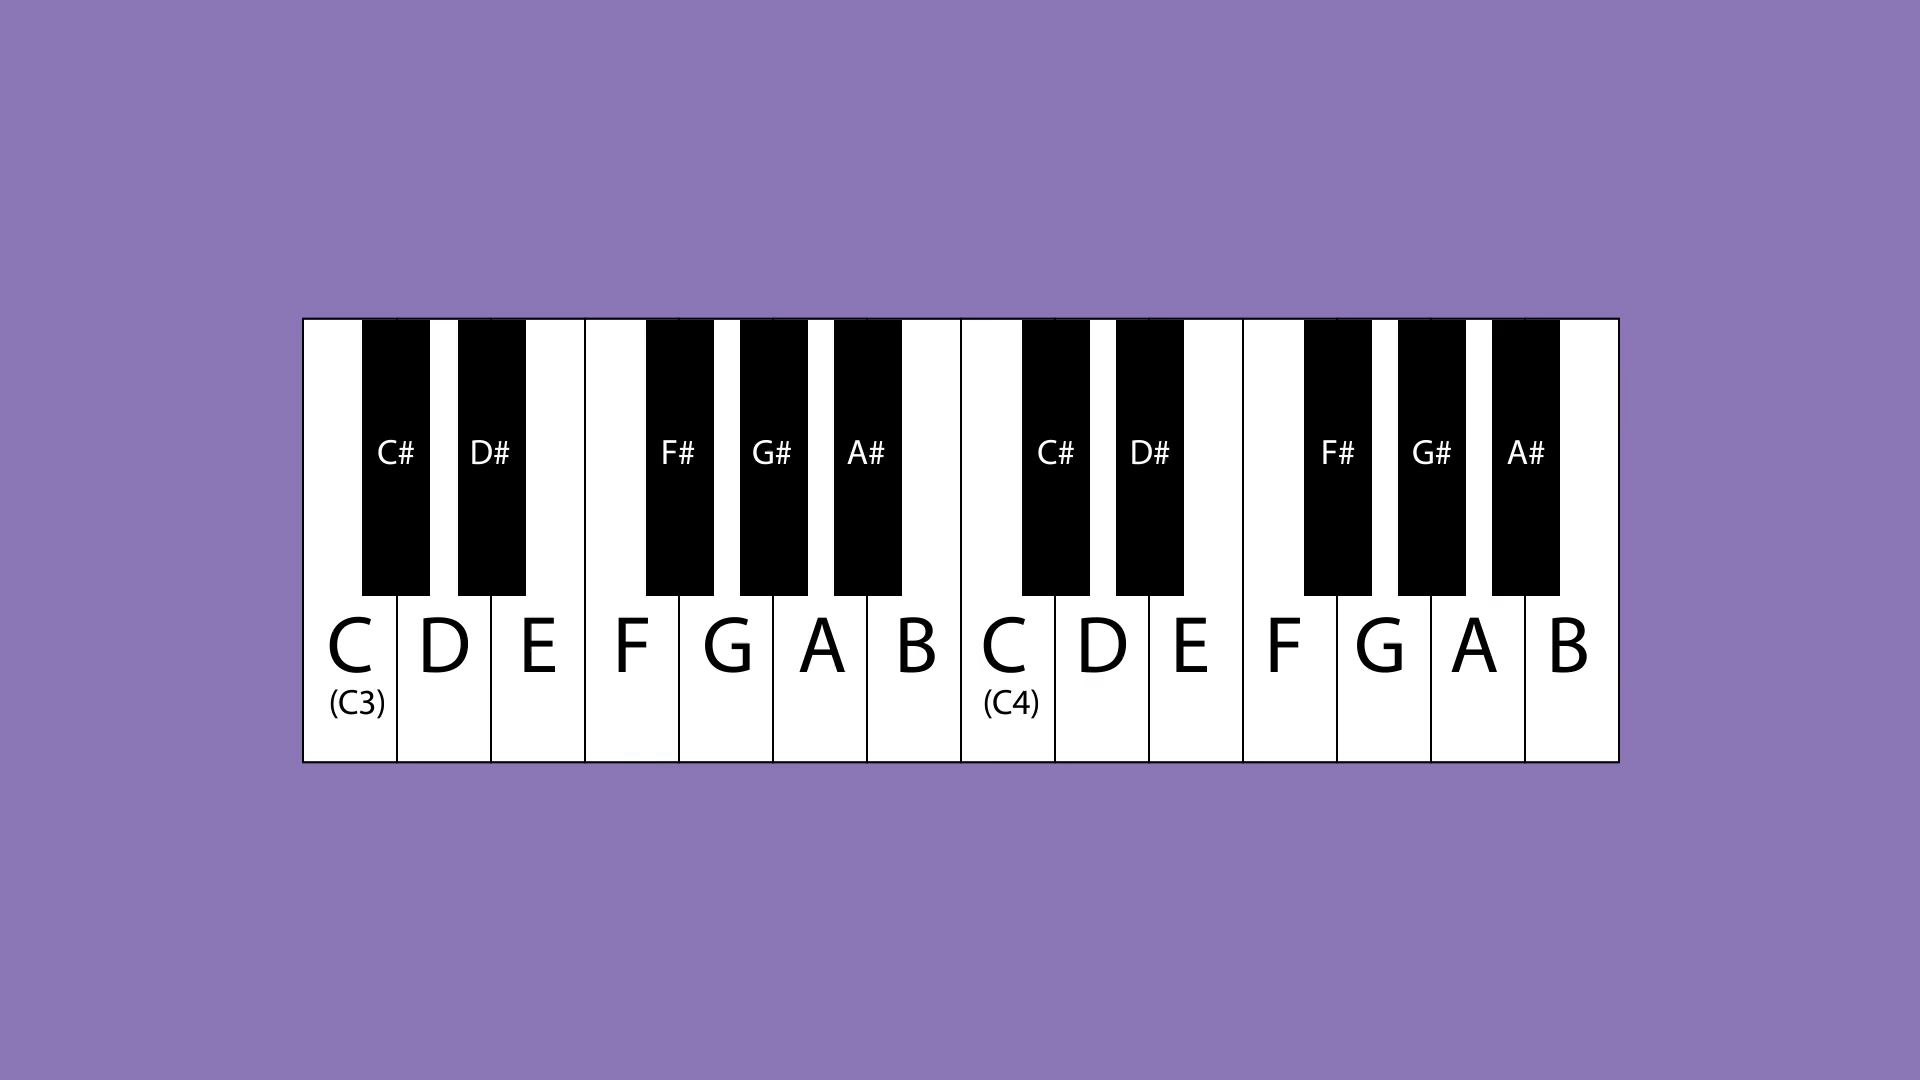 C# D# F# G# A# C# D# F# G# A#
C D E F G A B C D E F G A B
(C3) (C4)